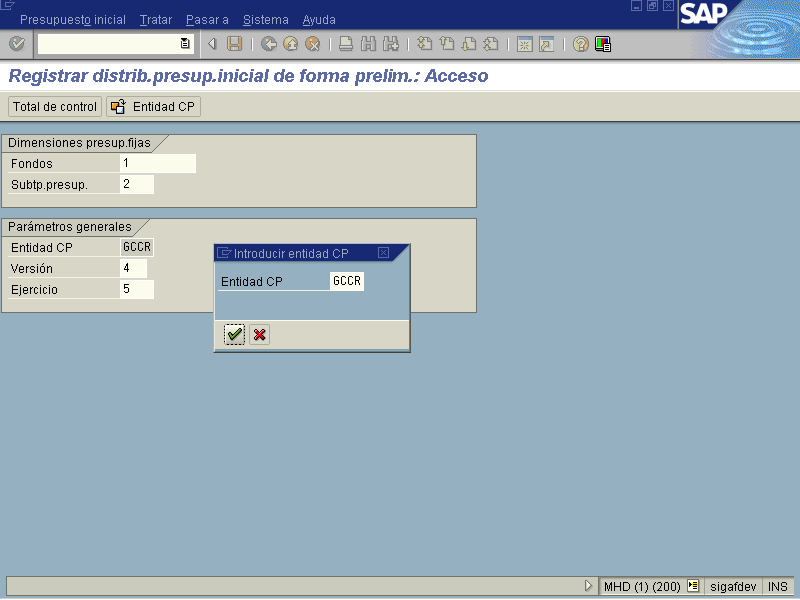 Presupuesto inicial Tratar Pasar a Sistema Ayuda
SAP
Registrar distrib.presup.inicial de forma prelim.: Acceso
Total de control Entidad CP
Dimensiones presup.fijas
Fondos 1
Subtp.presup. 2
Parámetros generales
Entidad CP GCCR
Versión 4
Ejercicio 5
Introducir entidad CP
Entidad CP GCCR
MHD (1) (200) sigafdev INS